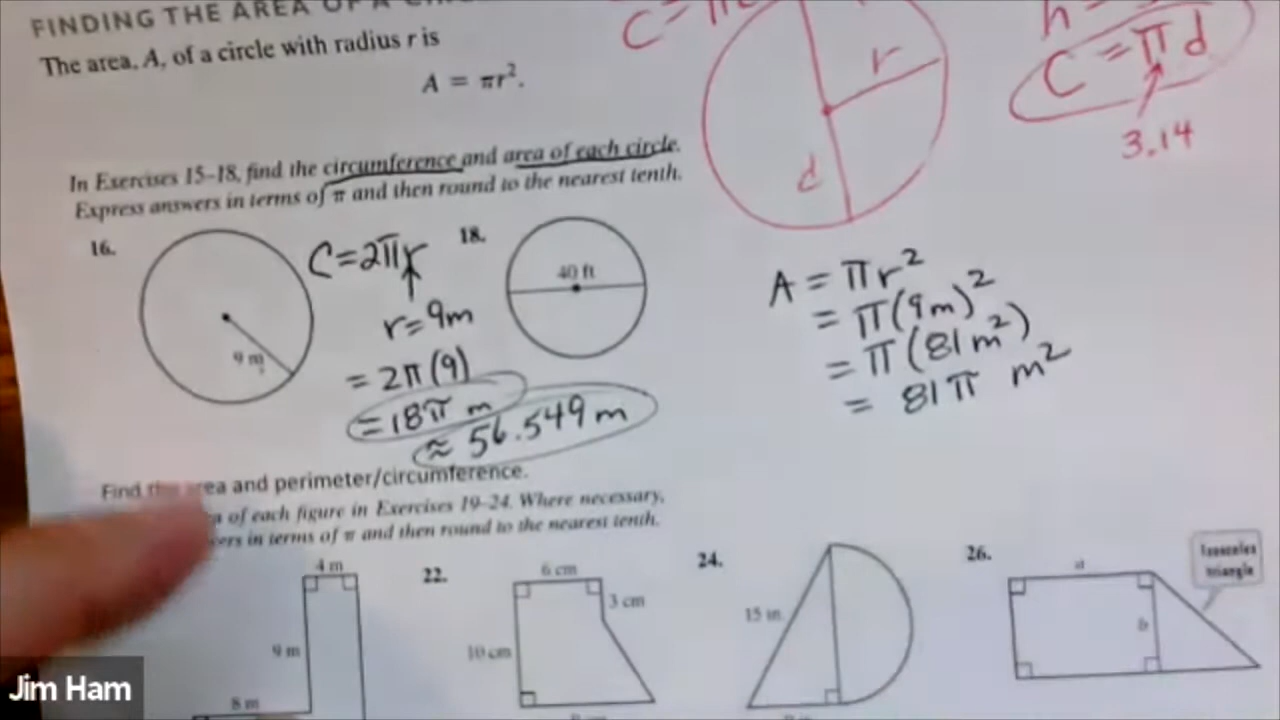 FINDING THE AREA OF A
The area, A, of a circle with radius r is
A = πr².
C = π
r
d
h =
C = πd
3.14
In Exercises 15–18, find the circumference and area of each circle.
Express answers in terms of π and then round to the nearest tenth.
16.
9 m
C = 2πr
r = 9m
= 2π(9)
= 18π m
≈ 56.549 m
18.
40 ft
A = πr²
= π(9m)²
= π(81m²)
= 81π m²
Find the area and perimeter/circumference.
of each figure in Exercises 19–24. Where necessary,
in terms of π and then round to the nearest tenth.
4 m
9 m
8 m
22.
6 cm
3 cm
10 cm
24.
15 in.
26.
a
b
Isosceles
triangle
Jim Ham